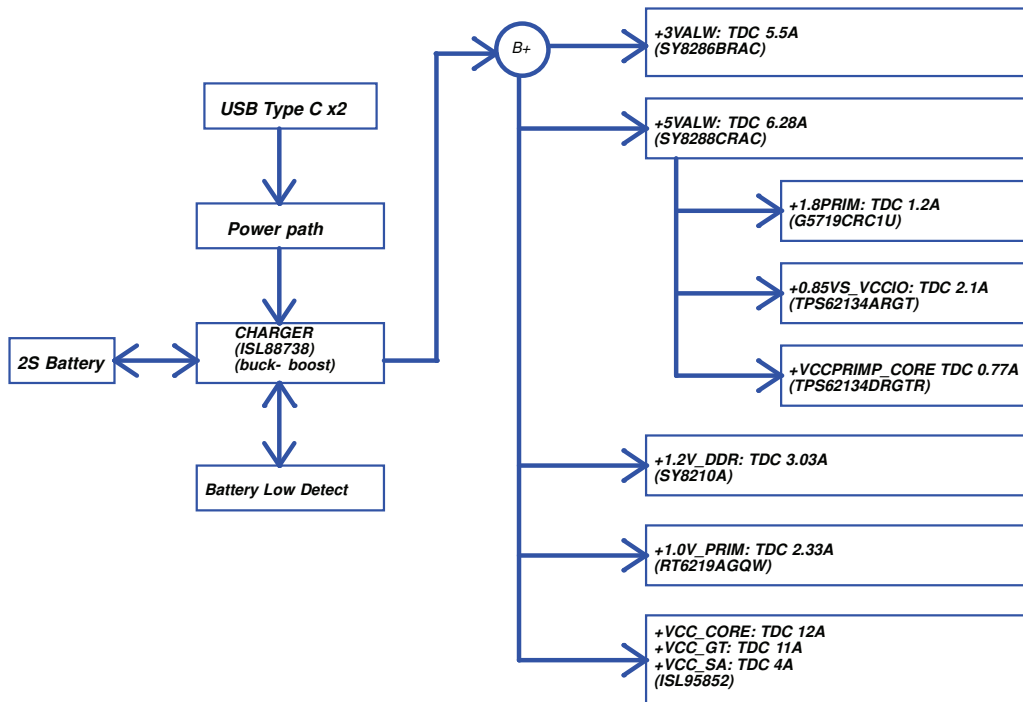 USB Type C x2
Power path
CHARGER
(ISL88738)
(buck- boost)
2S Battery
Battery Low Detect
B+
+3VALW: TDC 5.5A
(SY8286BRAC)
+5VALW: TDC 6.28A
(SY8288CRAC)
+1.8PRIM: TDC 1.2A
(G5719CRC1U)
+0.85VS_VCCIO: TDC 2.1A
(TPS62134ARGT)
+VCCPRIMP_CORE TDC 0.77A
(TPS62134DRGTR)
+1.2V_DDR: TDC 3.03A
(SY8210A)
+1.0V_PRIM: TDC 2.33A
(RT6219AGQW)
+VCC_CORE: TDC 12A
+VCC_GT: TDC 11A
+VCC_SA: TDC 4A
(ISL95852)